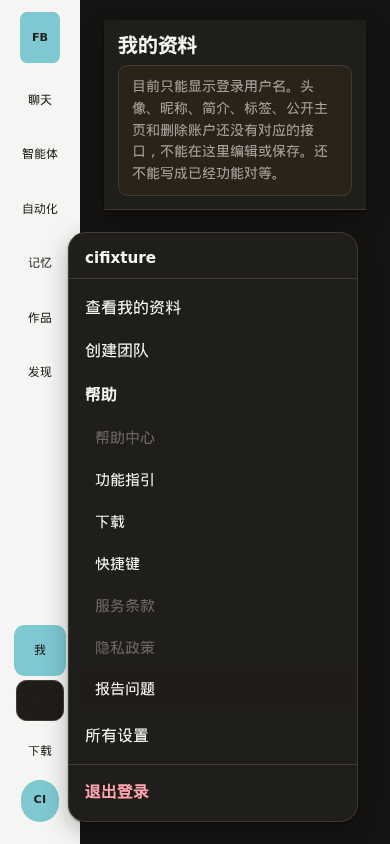 FB
聊天
智能体
自动化
记忆
作品
发现
我
下载
CI
我的资料
目前只能显示登录用户名。头
像、昵称、简介、标签、公开主
页和删除账户还没有对应的接
口，不能在这里编辑或保存。还
不能写成已经功能对等。
cifixture
查看我的资料
创建团队
帮助
帮助中心
功能指引
下载
快捷键
服务条款
隐私政策
报告问题
所有设置
退出登录